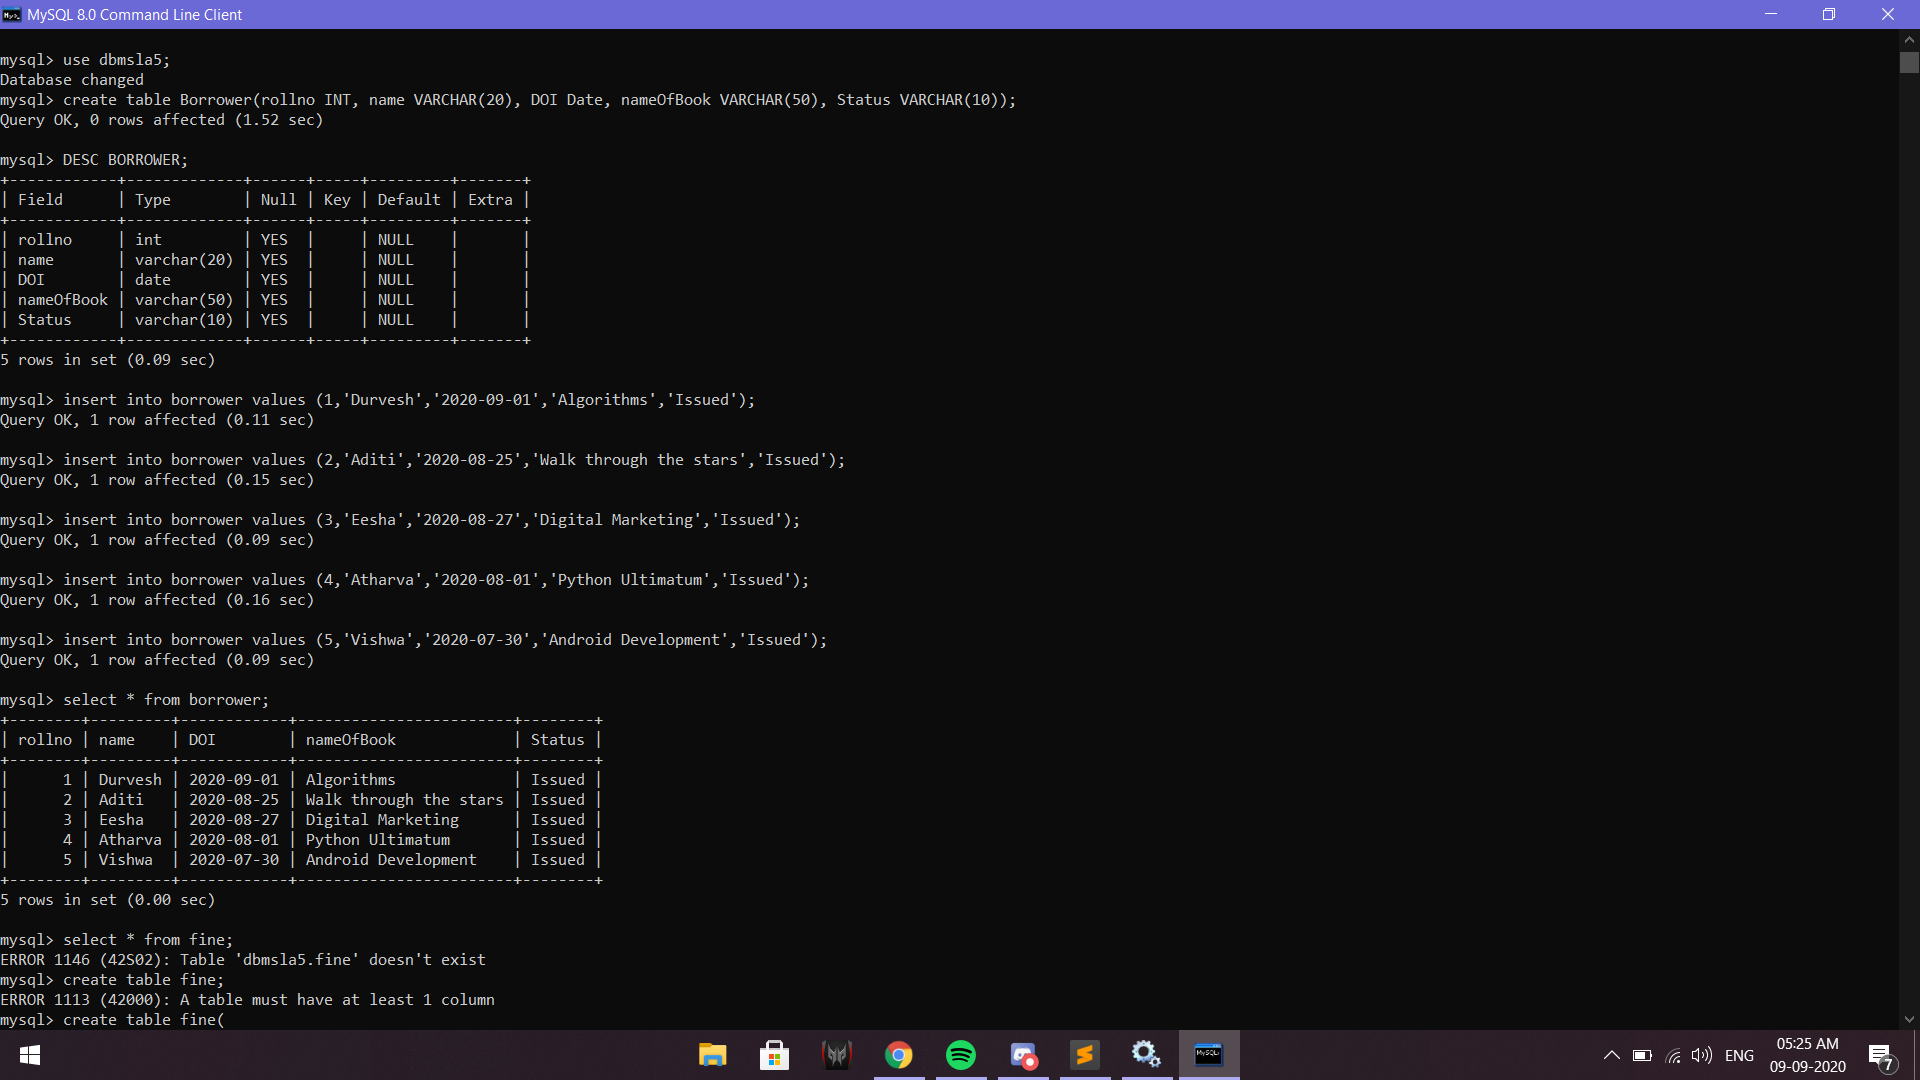 MySQL 8.0 Command Line Client
mysql> use dbmsla5;
Database changed
mysql> create table Borrower(rollno INT, name VARCHAR(20), DOI Date, nameOfBook VARCHAR(50), Status VARCHAR(10));
Query OK, 0 rows affected (1.52 sec)
mysql> DESC BORROWER;
+------------+-------------+------+-----+---------+-------+
| Field      | Type        | Null | Key | Default | Extra |
+------------+-------------+------+-----+---------+-------+
| rollno     | int         | YES  |     | NULL    |       |
| name       | varchar(20) | YES  |     | NULL    |       |
| DOI        | date        | YES  |     | NULL    |       |
| nameOfBook | varchar(50) | YES  |     | NULL    |       |
| Status     | varchar(10) | YES  |     | NULL    |       |
+------------+-------------+------+-----+---------+-------+
5 rows in set (0.09 sec)
mysql> insert into borrower values (1,'Durvesh','2020-09-01','Algorithms','Issued');
Query OK, 1 row affected (0.11 sec)
mysql> insert into borrower values (2,'Aditi','2020-08-25','Walk through the stars','Issued');
Query OK, 1 row affected (0.15 sec)
mysql> insert into borrower values (3,'Eesha','2020-08-27','Digital Marketing','Issued');
Query OK, 1 row affected (0.09 sec)
mysql> insert into borrower values (4,'Atharva','2020-08-01','Python Ultimatum','Issued');
Query OK, 1 row affected (0.16 sec)
mysql> insert into borrower values (5,'Vishwa','2020-07-30','Android Development','Issued');
Query OK, 1 row affected (0.09 sec)
mysql> select * from borrower;
+--------+---------+------------+------------------------+--------+
| rollno | name    | DOI        | nameOfBook             | Status |
+--------+---------+------------+------------------------+--------+
|      1 | Durvesh | 2020-09-01 | Algorithms             | Issued |
|      2 | Aditi   | 2020-08-25 | Walk through the stars | Issued |
|      3 | Eesha   | 2020-08-27 | Digital Marketing      | Issued |
|      4 | Atharva | 2020-08-01 | Python Ultimatum       | Issued |
|      5 | Vishwa  | 2020-07-30 | Android Development    | Issued |
+--------+---------+------------+------------------------+--------+
5 rows in set (0.00 sec)
mysql> select * from fine;
ERROR 1146 (42S02): Table 'dbmsla5.fine' doesn't exist
mysql> create table fine;
ERROR 1113 (42000): A table must have at least 1 column
mysql> create table fine(
MySQL>
ENG
05:25 AM
09-09-2020
7